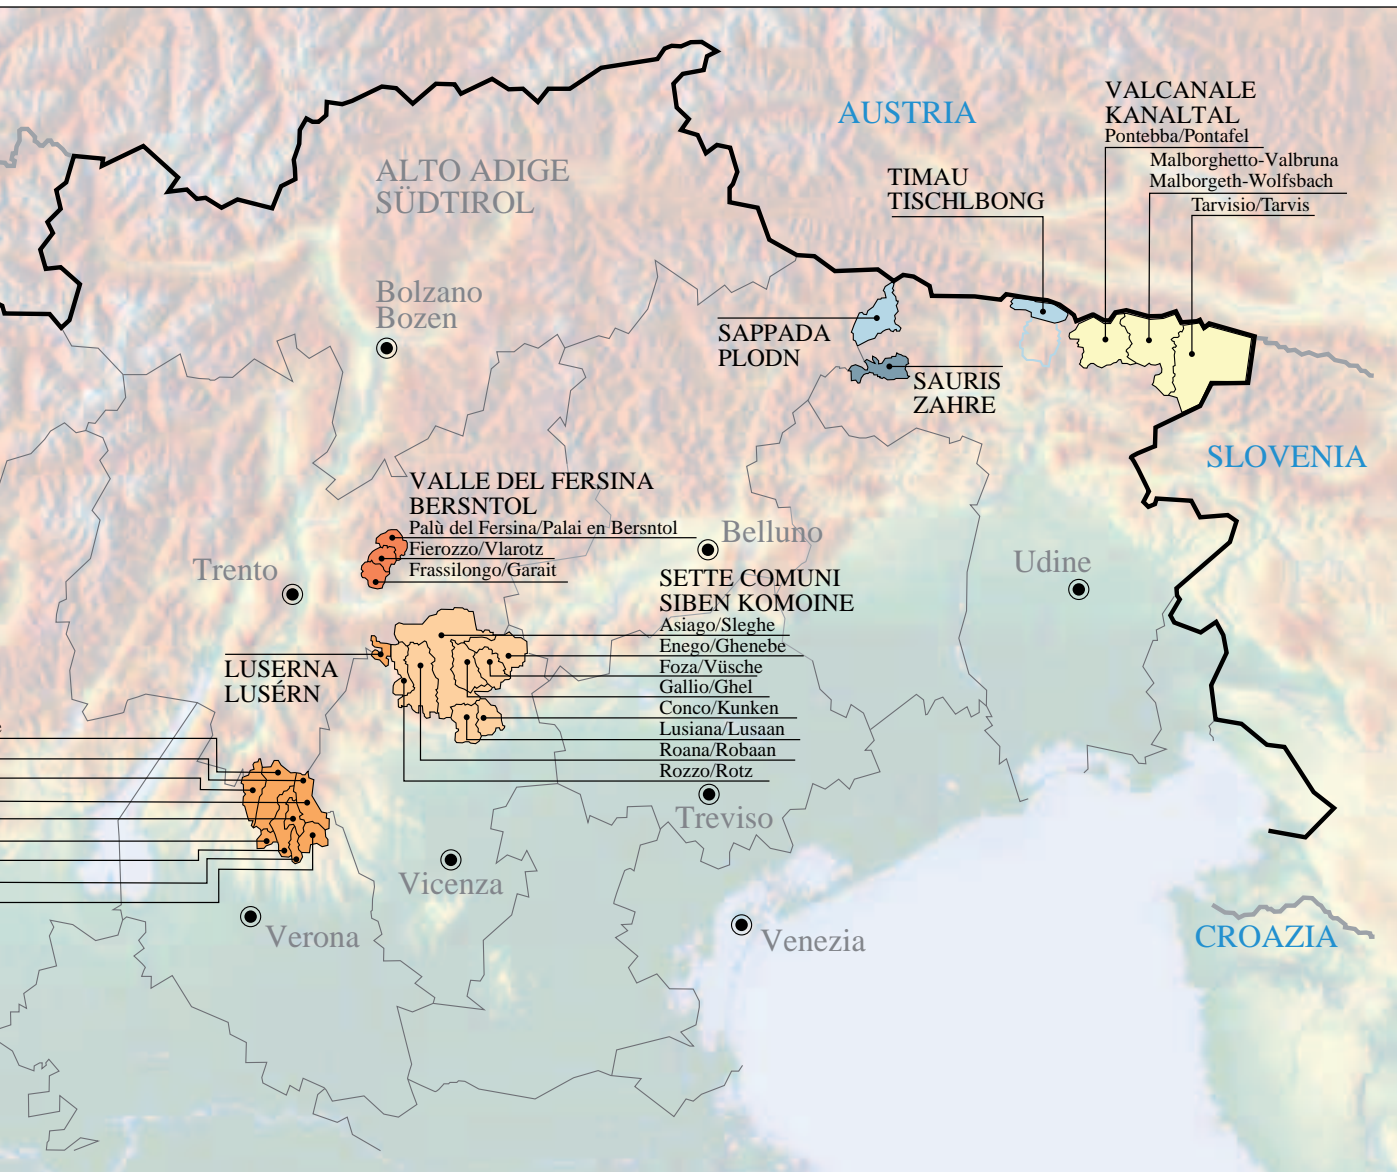 AUSTRIA
VALCANALE
KANALTAL
Pontebba/Pontafel
Malborghetto-Valbruna
Malborgeth-Wolfsbach
Tarvisio/Tarvis
TIMAU
TISCHLBONG
ALTO ADIGE
SÜDTIROL
Bolzano
Bozen
SAPPADA
PLODN
SAURIS
ZAHRE
SLOVENIA
VALLE DEL FERSINA
BERSNTOL
Palù del Fersina/Palai en Bersntol
Fierozzo/Vlarotz
Frassilongo/Garait
Belluno
Trento
Udine
SETTE COMUNI
SIBEN KOMOINE
Asiago/Sleghe
Enego/Ghenebe
Foza/Vüsche
Gallio/Ghel
Conco/Kunken
Lusiana/Lusaan
Roana/Robaan
Rozzo/Rotz
LUSERNA
LUSÉRN
Treviso
Vicenza
Verona
Venezia
CROAZIA